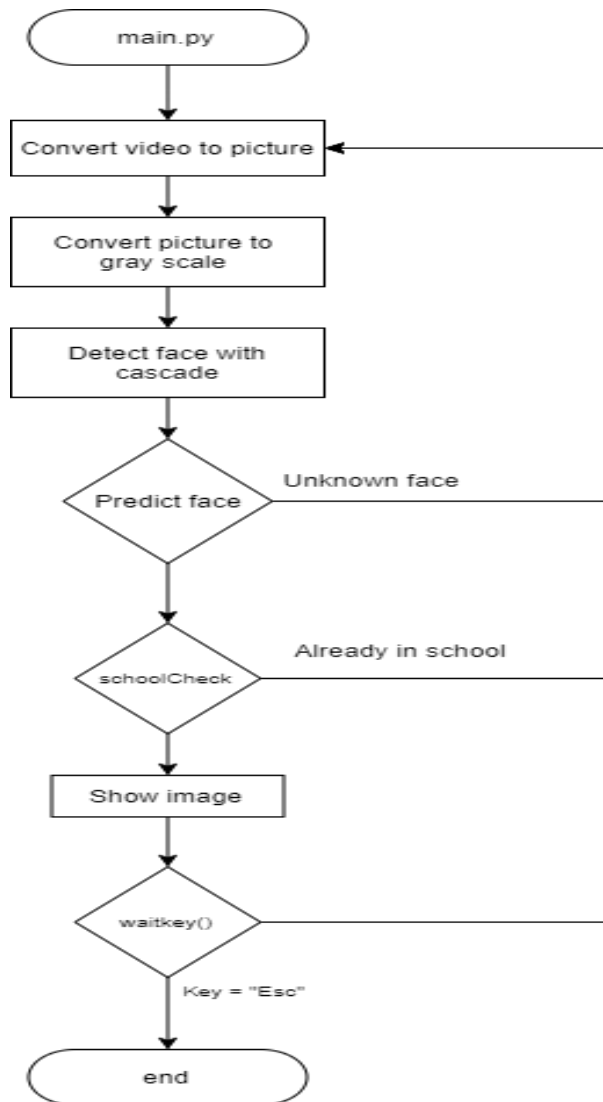 main.py
Convert video to picture
Convert picture to
gray scale
Detect face with
cascade
Unknown face
Predict face
Already in school
schoolCheck
Show image
waitkey()
Key = "Esc"
end